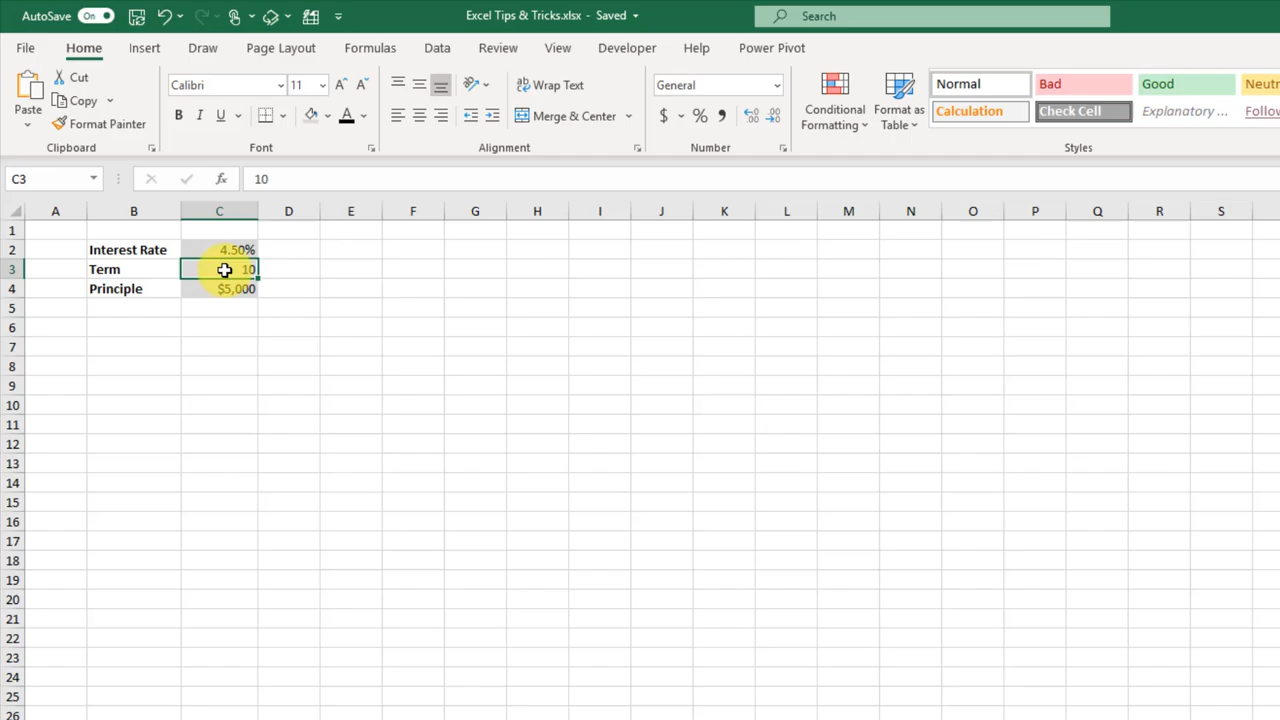 AutoSave On Excel Tips & Tricks.xlsx - Saved Search
File Home Insert Draw Page Layout Formulas Data Review View Developer Help Power Pivot
Paste Cut Copy Format Painter
Calibri 11 B I U A
Wrap Text Merge & Center
General $ % ,
Conditional Formatting Format as Table
Normal Bad Good
Calculation Check Cell Explanatory ...
Clipboard Font Alignment Number Styles
C3 fx 10
A B C D E F G H I J K L M N O P Q R S
1
2 Interest Rate 4.50%
3 Term 10
4 Principle $5,000
5
6
7
8
9
10
11
12
13
14
15
16
17
18
19
20
21
22
23
24
25
26